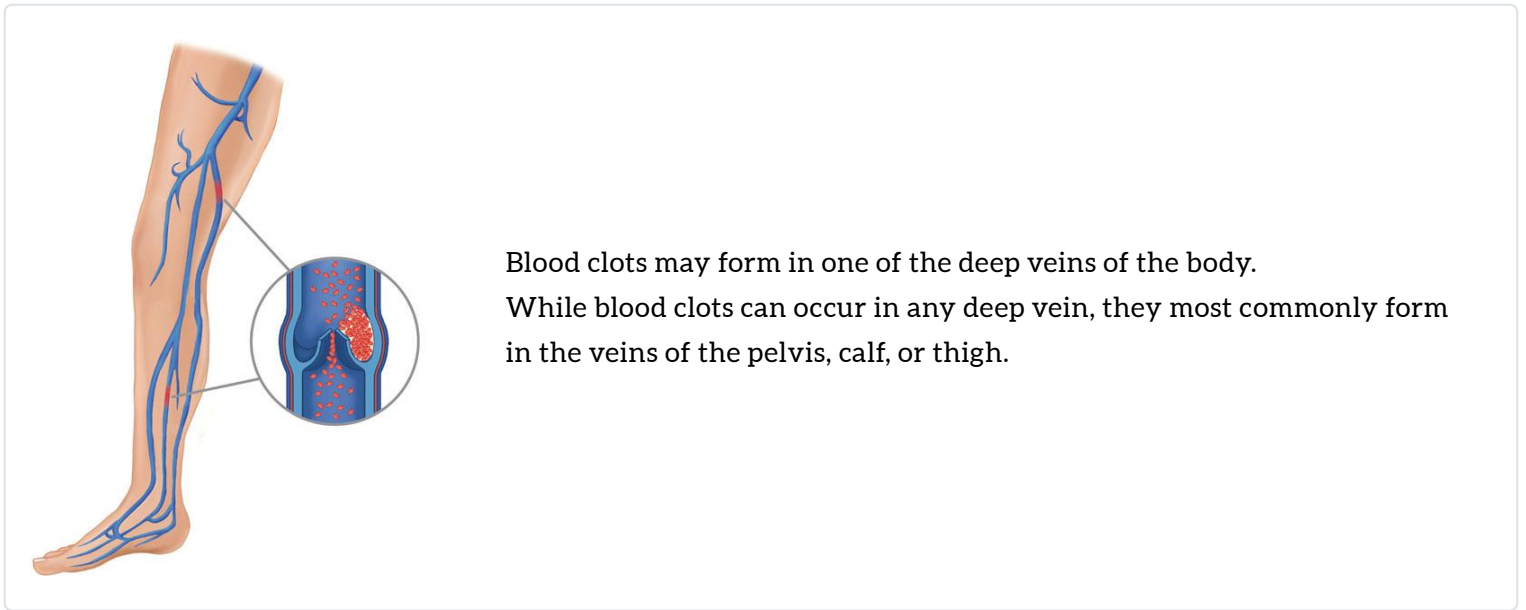 Blood clots may form in one of the deep veins of the body.
While blood clots can occur in any deep vein, they most commonly form
in the veins of the pelvis, calf, or thigh.